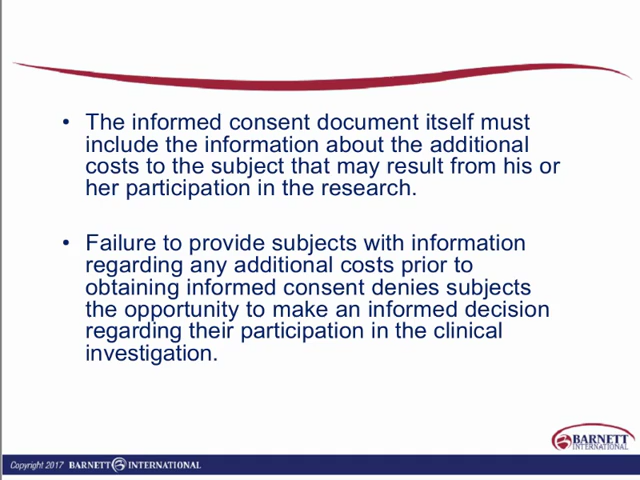 • The informed consent document itself must
include the information about the additional
costs to the subject that may result from his or
her participation in the research.
• Failure to provide subjects with information
regarding any additional costs prior to
obtaining informed consent denies subjects
the opportunity to make an informed decision
regarding their participation in the clinical
investigation.
BARNETT
INTERNATIONAL
Copyright 2017 BARNETT INTERNATIONAL